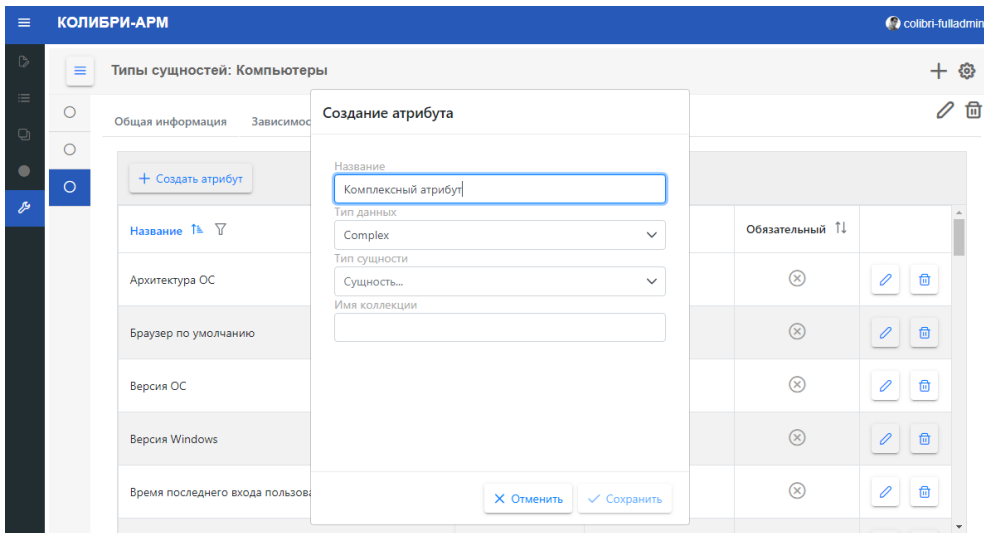 КОЛИБРИ-АРМ
colibri-fulladmin
Типы сущностей: Компьютеры
Общая информация
Зависимос
Создание атрибута
Создать атрибут
Название
Комплексный атрибут
Тип данных
Complex
Тип сущности
Сущность...
Имя коллекции
Название
Обязательный
Архитектура ОС
Браузер по умолчанию
Версия ОС
Версия Windows
Время последнего входа пользова
Отменить
Сохранить